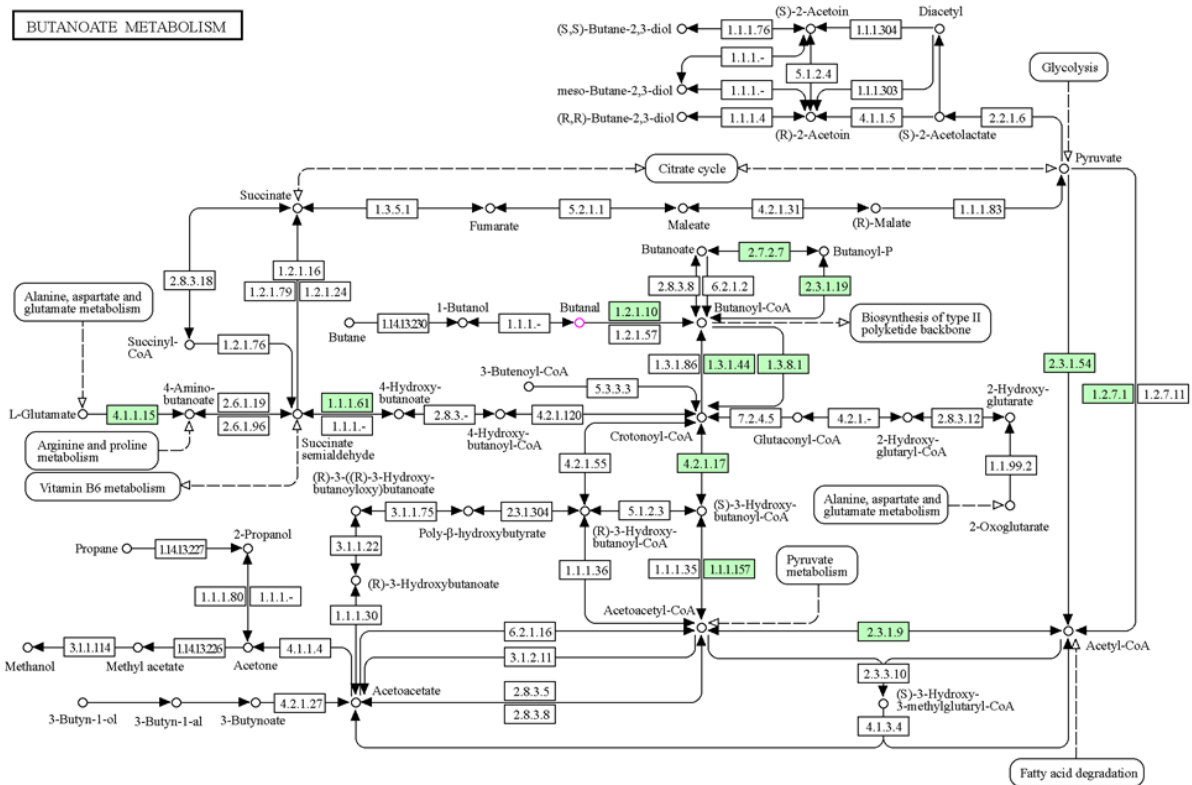 BUTANOATE METABOLISM
(S,S)-Butane-2,3-diol
1.1.1.76
(S)-2-Acetoin
1.1.1.304
Diacetyl
1.1.1.-
5.1.2.4
Glycolysis
meso-Butane-2,3-diol
1.1.1.-
1.1.1.303
(R,R)-Butane-2,3-diol
1.1.1.4
(R)-2-Acetoin
4.1.1.5
(S)-2-Acetolactate
2.2.1.6
Pyruvate
Citrate cycle
Succinate
1.3.5.1
Fumarate
5.2.1.1
Maleate
4.2.1.31
(R)-Malate
1.1.1.83
Butanoate
2.7.2.7
Butanoyl-P
2.8.3.18
1.2.1.16
1.2.1.79
1.2.1.24
2.8.3.8
6.2.1.2
2.3.1.19
Alanine, aspartate and
glutamate metabolism
1-Butanol
Butanal
1.2.1.10
Butanoyl-CoA
Butane
1.14.13.230
1.1.1.-
1.2.1.57
Biosynthesis of type II
polyketide backbone
Succinyl-
CoA
1.2.1.76
1.3.1.86
1.3.1.44
1.3.8.1
2.3.1.54
3-Butenoyl-CoA
5.3.3.3
4-Amino-
butanoate
2.6.1.19
1.1.1.61
4-Hydroxy-
butanoate
2-Hydroxy-
glutarate
1.2.7.1
1.2.7.11
L-Glutamate
4.1.1.15
2.6.1.96
1.1.1.-
2.8.3.-
4.2.1.120
7.2.4.5
4.2.1.-
2.8.3.12
Succinate
semialdehyde
4-Hydroxy-
butanoyl-CoA
Crotonoyl-CoA
Glutaconyl-CoA
2-Hydroxy-
glutaryl-CoA
Arginine and proline
metabolism
4.2.1.55
4.2.1.17
1.1.99.2
Vitamin B6 metabolism
(R)-3-((R)-3-Hydroxy-
butanoyloxy)butanoate
3.1.1.75
Poly-β-hydroxybutyrate
2.3.1.304
5.1.2.3
(R)-3-Hydroxy-
butanoyl-CoA
(S)-3-Hydroxy-
butanoyl-CoA
Alanine, aspartate and
glutamate metabolism
2-Oxoglutarate
Propane
1.14.13.227
2-Propanol
3.1.1.22
1.1.1.36
1.1.1.35
1.1.1.157
Pyruvate
metabolism
(R)-3-Hydroxybutanoate
1.1.1.80
1.1.1.-
1.1.1.30
Acetoacetyl-CoA
6.2.1.16
2.3.1.9
Acetyl-CoA
Methanol
3.1.1.114
Methyl acetate
1.14.13.226
Acetone
4.1.1.4
3.1.2.11
2.3.3.10
3-Butyn-1-ol
3-Butyn-1-al
3-Butynoate
4.2.1.27
Acetoacetate
2.8.3.5
2.8.3.8
(S)-3-Hydroxy-
3-methylglutaryl-CoA
4.1.3.4
Fatty acid degradation